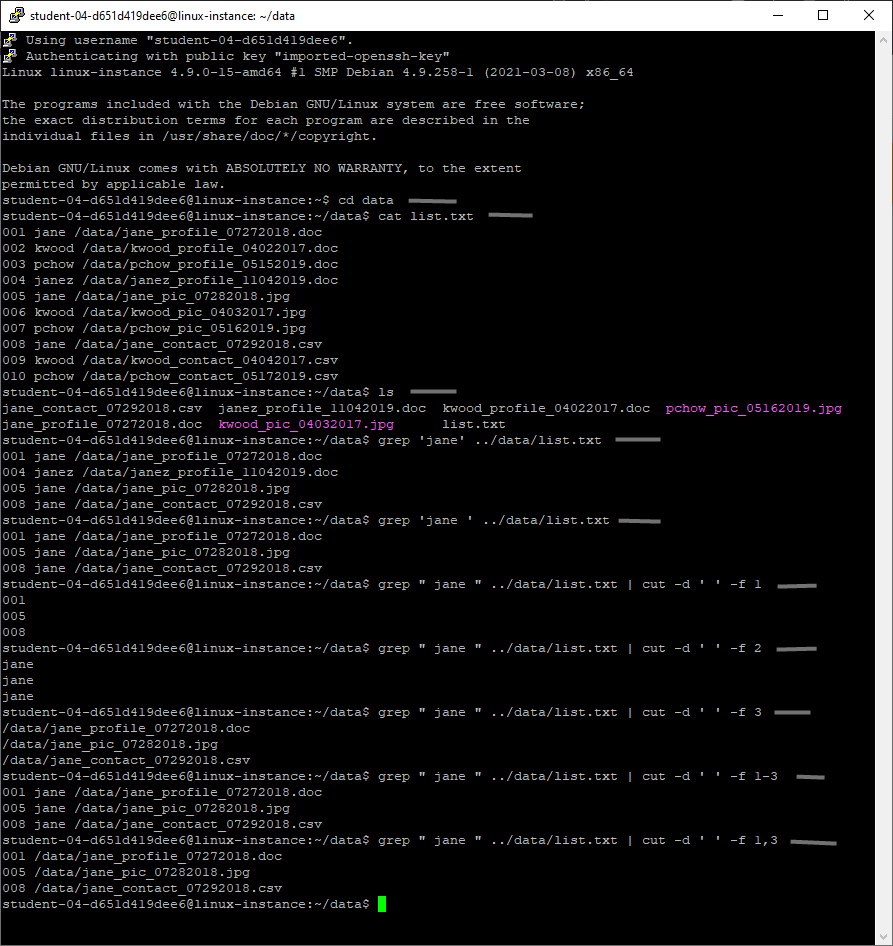 student-04-d651d419dee6@linux-instance: ~/data
Using username "student-04-d651d419dee6".
Authenticating with public key "imported-openssh-key"
Linux linux-instance 4.9.0-15-amd64 #1 SMP Debian 4.9.258-1 (2021-03-08) x86_64
The programs included with the Debian GNU/Linux system are free software;
the exact distribution terms for each program are described in the
individual files in /usr/share/doc/*/copyright.
Debian GNU/Linux comes with ABSOLUTELY NO WARRANTY, to the extent
permitted by applicable law.
student-04-d651d419dee6@linux-instance:~$ cd data
student-04-d651d419dee6@linux-instance:~/data$ cat list.txt
001 jane /data/jane_profile_07272018.doc
002 kwood /data/kwood_profile_04022017.doc
003 pchow /data/pchow_profile_05152019.doc
004 janez /data/janez_profile_11042019.doc
005 jane /data/jane_pic_07282018.jpg
006 kwood /data/kwood_pic_04032017.jpg
007 pchow /data/pchow_pic_05162019.jpg
008 jane /data/jane_contact_07292018.csv
009 kwood /data/kwood_contact_04042017.csv
010 pchow /data/pchow_contact_05172019.csv
student-04-d651d419dee6@linux-instance:~/data$ ls
jane_contact_07292018.csv  janez_profile_11042019.doc  kwood_profile_04022017.doc  pchow_pic_05162019.jpg
jane_profile_07272018.doc  kwood_pic_04032017.jpg      list.txt
student-04-d651d419dee6@linux-instance:~/data$ grep 'jane' ../data/list.txt
001 jane /data/jane_profile_07272018.doc
004 janez /data/janez_profile_11042019.doc
005 jane /data/jane_pic_07282018.jpg
008 jane /data/jane_contact_07292018.csv
student-04-d651d419dee6@linux-instance:~/data$ grep 'jane ' ../data/list.txt
001 jane /data/jane_profile_07272018.doc
005 jane /data/jane_pic_07282018.jpg
008 jane /data/jane_contact_07292018.csv
student-04-d651d419dee6@linux-instance:~/data$ grep " jane " ../data/list.txt | cut -d ' ' -f 1
001
005
008
student-04-d651d419dee6@linux-instance:~/data$ grep " jane " ../data/list.txt | cut -d ' ' -f 2
jane
jane
jane
student-04-d651d419dee6@linux-instance:~/data$ grep " jane " ../data/list.txt | cut -d ' ' -f 3
/data/jane_profile_07272018.doc
/data/jane_pic_07282018.jpg
/data/jane_contact_07292018.csv
student-04-d651d419dee6@linux-instance:~/data$ grep " jane " ../data/list.txt | cut -d ' ' -f 1-3
001 jane /data/jane_profile_07272018.doc
005 jane /data/jane_pic_07282018.jpg
008 jane /data/jane_contact_07292018.csv
student-04-d651d419dee6@linux-instance:~/data$ grep " jane " ../data/list.txt | cut -d ' ' -f 1,3
001 /data/jane_profile_07272018.doc
005 /data/jane_pic_07282018.jpg
008 /data/jane_contact_07292018.csv
student-04-d651d419dee6@linux-instance:~/data$